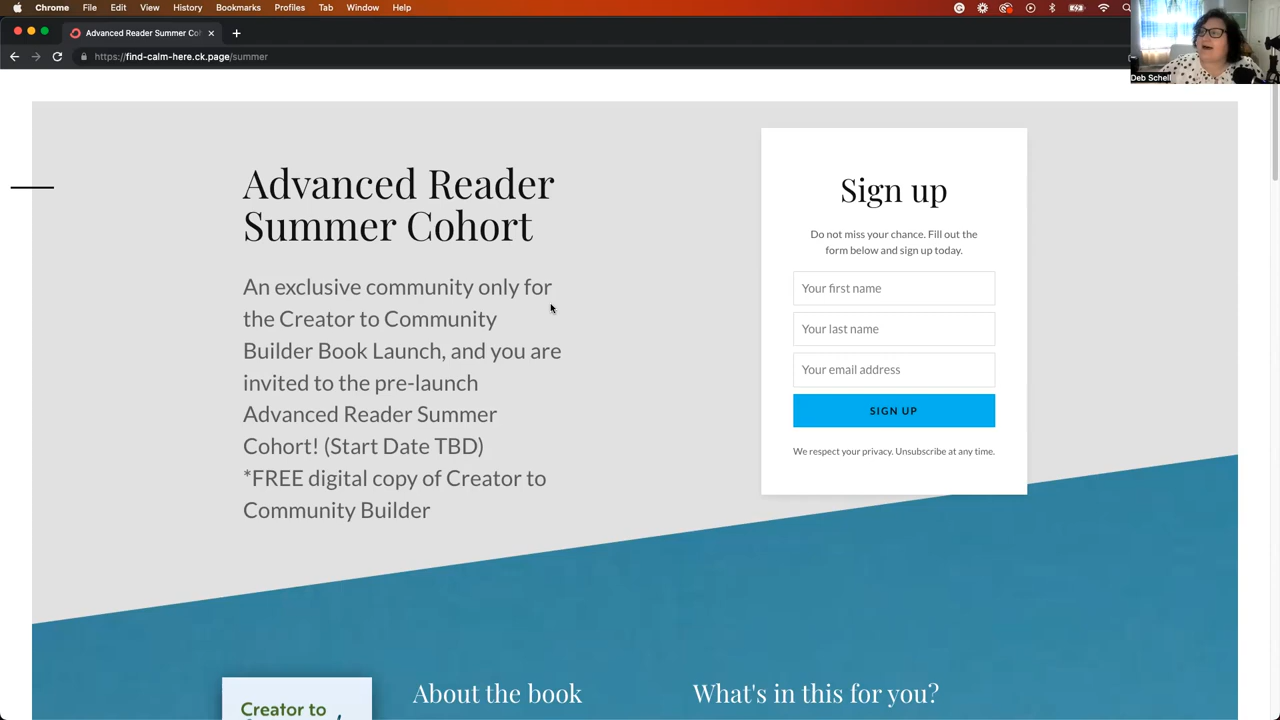 Chrome File Edit View History Bookmarks Profiles Tab Window Help
Advanced Reader Summer Co
https://find-calm-here.ck.page/summer
Deb Schell
Advanced Reader
Summer Cohort
An exclusive community only for
the Creator to Community
Builder Book Launch, and you are
invited to the pre-launch
Advanced Reader Summer
Cohort! (Start Date TBD)
*FREE digital copy of Creator to
Community Builder
Sign up
Do not miss your chance. Fill out the
form below and sign up today.
Your first name
Your last name
Your email address
SIGN UP
We respect your privacy. Unsubscribe at any time.
Creator to
About the book
What's in this for you?